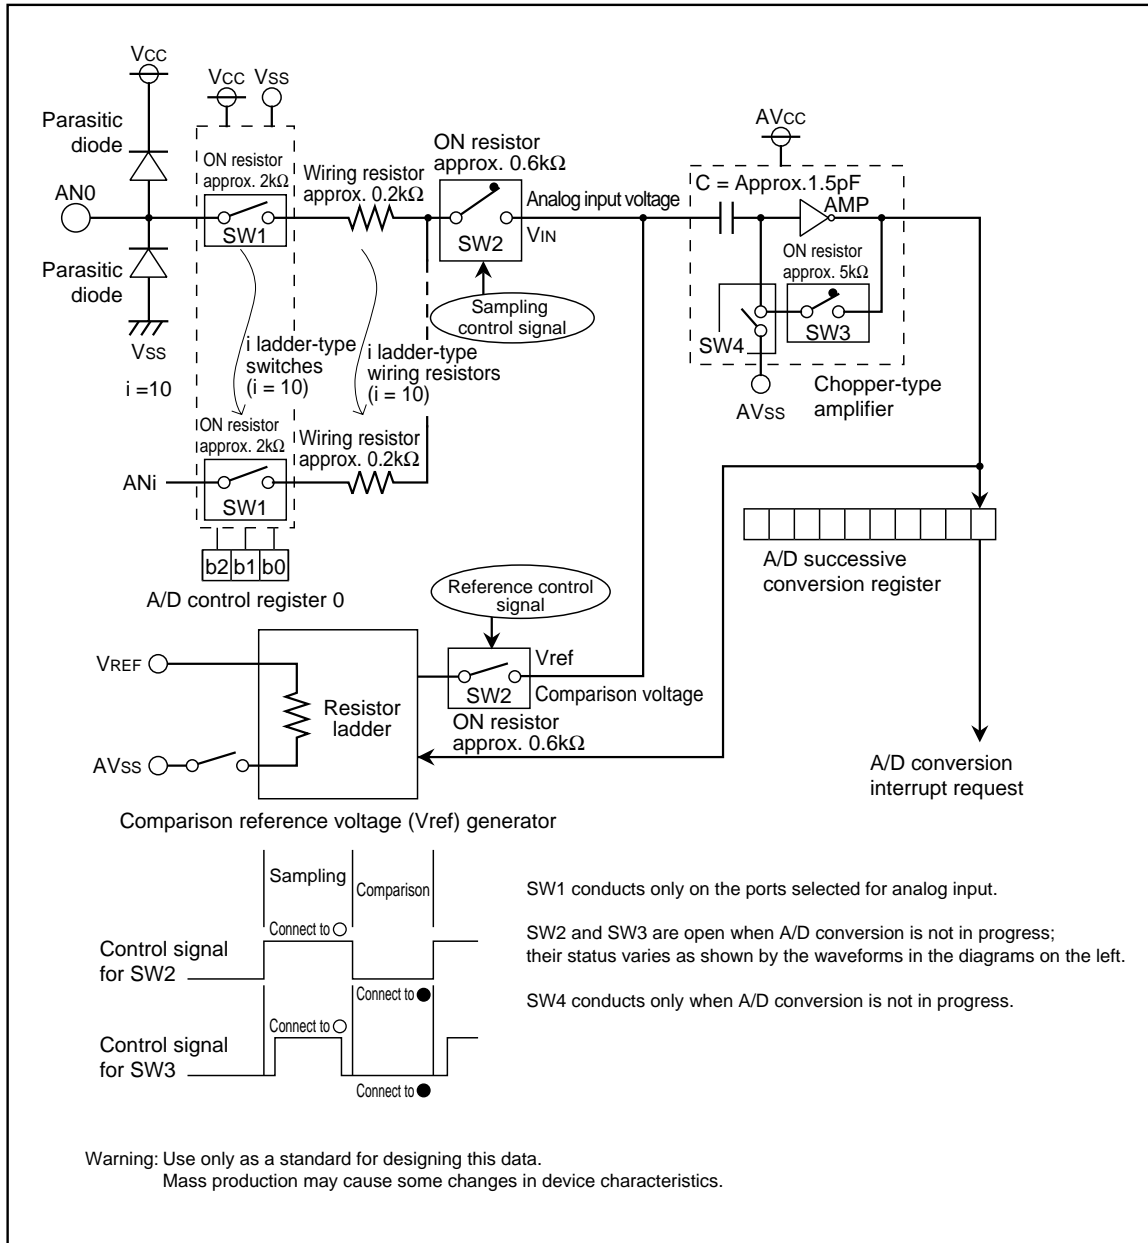 VCC
VCC
VSS
AVCC
Parasitic
diode
ON resistor
approx. 2kΩ
Wiring resistor
approx. 0.2kΩ
ON resistor
approx. 0.6kΩ
C = Approx.1.5pF
AMP
AN0
SW1
SW2
Analog input voltage
VIN
ON resistor
approx. 5kΩ
Parasitic
diode
Sampling
control signal
SW4
SW3
VSS
i =10
i ladder-type
switches
(i = 10)
i ladder-type
wiring resistors
(i = 10)
AVSS
Chopper-type
amplifier
ON resistor
approx. 2kΩ
Wiring resistor
approx. 0.2kΩ
ANi
SW1
b2 b1 b0
A/D control register 0
A/D successive
conversion register
Reference control
signal
VREF
Resistor
ladder
SW2
Vref
Comparison voltage
ON resistor
approx. 0.6kΩ
AVSS
A/D conversion
interrupt request
Comparison reference voltage (Vref) generator
Sampling
Comparison
Connect to ○
Control signal
for SW2
Connect to ●
Connect to ○
Control signal
for SW3
Connect to ●
SW1 conducts only on the ports selected for analog input.
SW2 and SW3 are open when A/D conversion is not in progress;
their status varies as shown by the waveforms in the diagrams on the left.
SW4 conducts only when A/D conversion is not in progress.
Warning: Use only as a standard for designing this data.
Mass production may cause some changes in device characteristics.